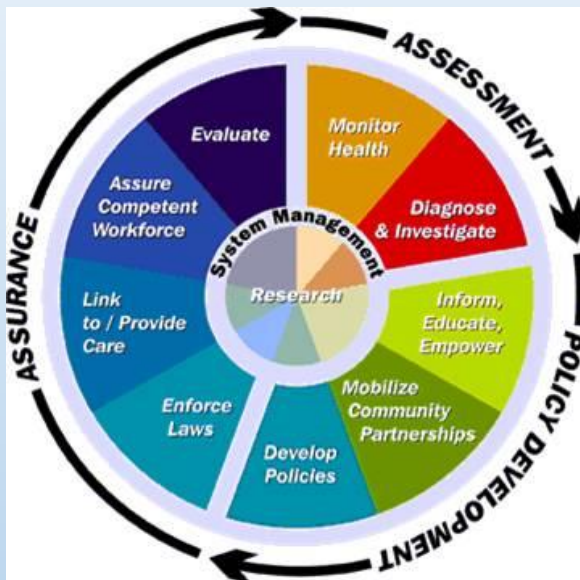 ASSESSMENT
POLICY DEVELOPMENT
ASSURANCE
Monitor
Health
Diagnose
& Investigate
Inform,
Educate,
Empower
Mobilize
Community
Partnerships
Develop
Policies
Enforce
Laws
Link
to / Provide
Care
Assure
Competent
Workforce
Evaluate
System Management
Research